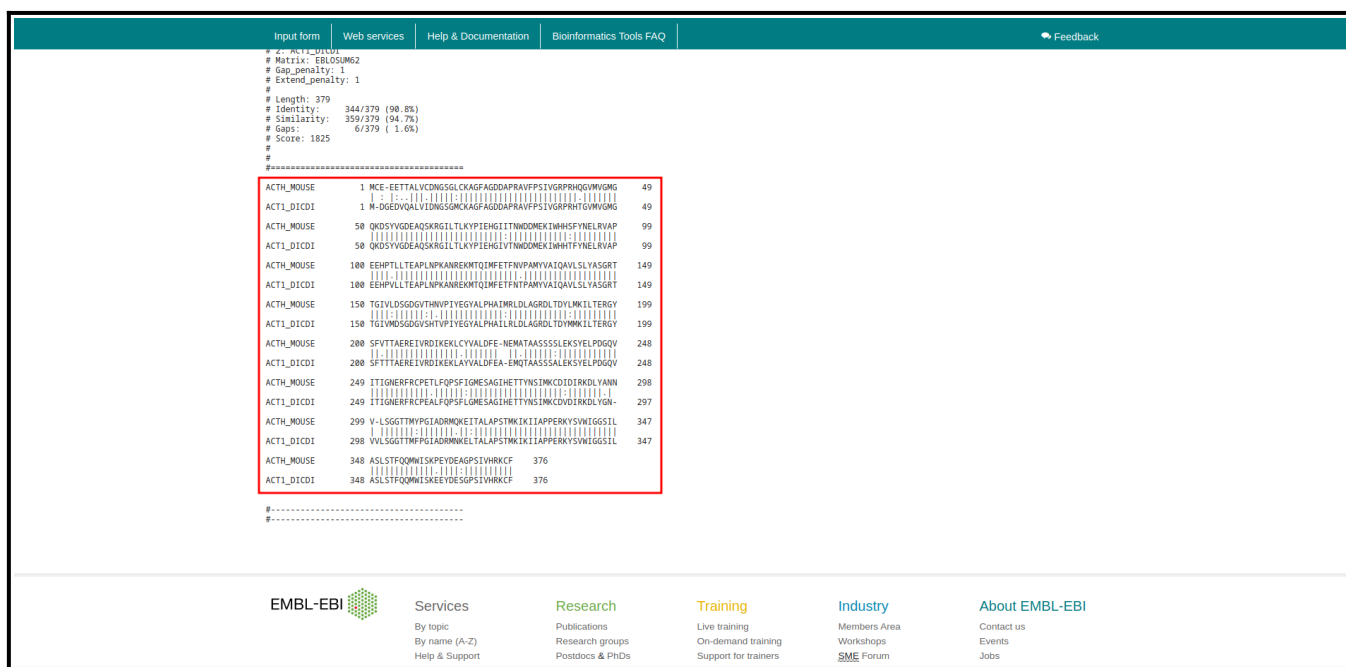 Input form Web services Help & Documentation Bioinformatics Tools FAQ Feedback
# 2: ACT1_DICDI
# Matrix: EBLOSUM62
# Gap_penalty: 1
# Extend_penalty: 1
#
# Length: 379
# Identity: 344/379 (90.8%)
# Similarity: 359/379 (94.7%)
# Gaps: 6/379 ( 1.6%)
# Score: 1825
#
#
#=======================================
ACTH_MOUSE 1 MCE-EETTALVCDNGSGLCKAGFAGDDAPRAVFPSIVGRPRHQGVMVGMG 49
| : |:..|||.|||||:||||||||||||||||||||||||.|||||||
ACT1_DICDI 1 M-DGEDVQALVIDNGSGMCKAGFAGDDAPRAVFPSIVGRPRHTGVMVGMG 49
ACTH_MOUSE 50 QKDSYVGDEAQSKRGILTLKYPIEHGIITNWDDMEKIWHHSFYNELRVAP 99
|||||||||||||||||||||||||||:||||||||||||:|||||||||
ACT1_DICDI 50 QKDSYVGDEAQSKRGILTLKYPIEHGIVTNWDDMEKIWHHTFYNELRVAP 99
ACTH_MOUSE 100 EEHPTLLTEAPLNPKANREKMTQIMFETFNVPAMYVAIQAVLSLYASGRT 149
||||.|||||||||||||||||||||||||.|||||||||||||||||||
ACT1_DICDI 100 EEHPVLLTEAPLNPKANREKMTQIMFETFNTPAMYVAIQAVLSLYASGRT 149
ACTH_MOUSE 150 TGIVLDSGDGVTHNVPIYEGYALPHAIMRLDLAGRDLTDYLMKILTERGY 199
||||:||||||:|.|||||||||||||:||||||||||||:|||||||||
ACT1_DICDI 150 TGIVMDSGDGVSHTVPIYEGYALPHAILRLDLAGRDLTDYMMKILTERGY 199
ACTH_MOUSE 200 SFVTTAEREIVRDIKEKLCYVALDFE-NEMATAASSSSLEKSYELPDGQV 248
||.|||||||||||||||.||||||| ||.||||||:||||||||||||
ACT1_DICDI 200 SFTTTAEREIVRDIKEKLAYVALDFEA-EMQTAASSSALEKSYELPDGQV 248
ACTH_MOUSE 249 ITIGNERFRCPETLFQPSFIGMESAGIHETTYNSIMKCDIDIRKDLYANN 298
||||||||||||.||||||:|||||||||||||||||||:|||||||.|
ACT1_DICDI 249 ITIGNERFRCPEALFQPSFLGMESAGIHETTYNSIMKCDVDIRKDLYGN- 297
ACTH_MOUSE 299 V-LSGGTTMYPGIADRMQKEITALAPSTMKIKIIAPPERKYSVWIGGSIL 347
| |||||||:|||||||.||:|||||||||||||||||||||||||||||
ACT1_DICDI 298 VVLSGGTTMFPGIADRMNKELTALAPSTMKIKIIAPPERKYSVWIGGSIL 347
ACTH_MOUSE 348 ASLSTFQQMWISKPEYDEAGPSIVHRKCF 376
|||||||||||||.||||:||||||||||
ACT1_DICDI 348 ASLSTFQQMWISKEEYDESGPSIVHRKCF 376
#---------------------------------------
#---------------------------------------
EMBL-EBI Services Research Training Industry About EMBL-EBI
By topic Publications Live training Members Area Contact us
By name (A-Z) Research groups On-demand training Workshops Events
Help & Support Postdocs & PhDs Support for trainers SME Forum Jobs